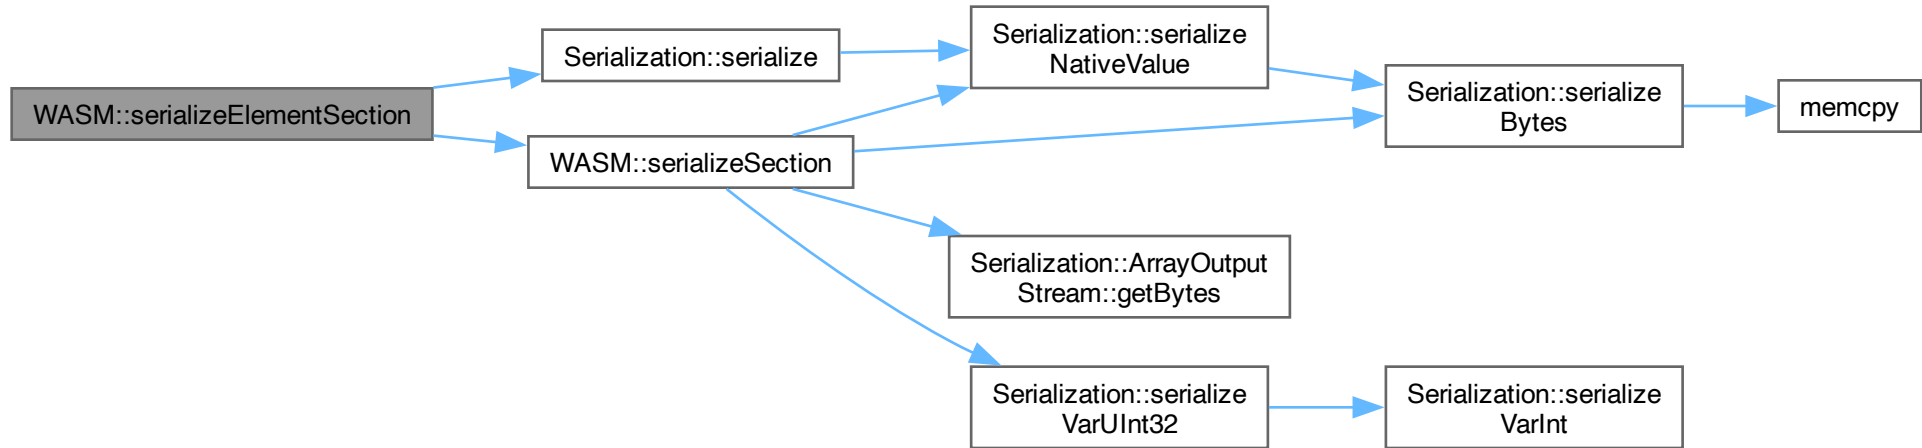 WASM::serializeElementSection
Serialization::serialize
WASM::serializeSection
Serialization::serialize
NativeValue
Serialization::ArrayOutput
Stream::getBytes
Serialization::serialize
VarUInt32
Serialization::serialize
Bytes
Serialization::serialize
VarInt
memcpy